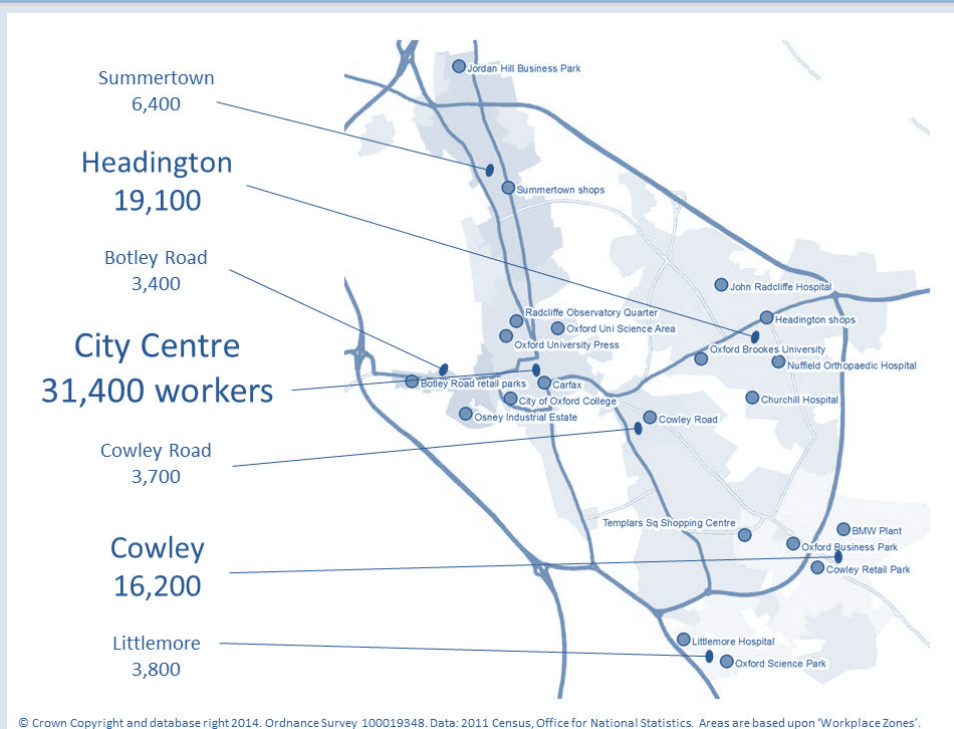 Summertown
6,400
Headington
19,100
Botley Road
3,400
City Centre
31,400 workers
Cowley Road
3,700
Cowley
16,200
Littlemore
3,800
Jordan Hill Business Park
Summertown shops
John Radcliffe Hospital
Radcliffe Observatory Quarter
Headington shops
Oxford Uni Science Area
Oxford University Press
Oxford Brookes University
Nuffield Orthopaedic Hospital
Botley Road retail parks
Carfax
City of Oxford College
Churchill Hospital
Osney Industrial Estate
Cowley Road
Templars Sq Shopping Centre
BMW Plant
Oxford Business Park
Cowley Retail Park
Littlemore Hospital
Oxford Science Park
© Crown Copyright and database right 2014. Ordnance Survey 100019348. Data: 2011 Census, Office for National Statistics. Areas are based upon ‘Workplace Zones’.